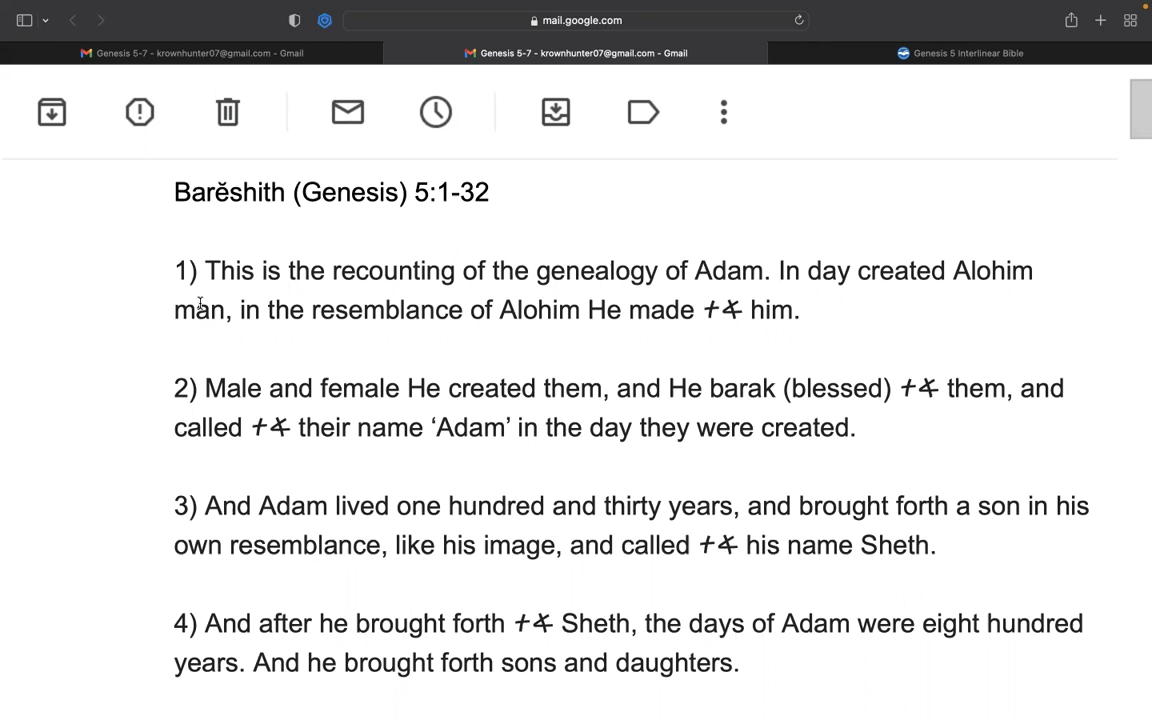 mail.google.com
Genesis 5-7 - krownhunter07@gmail.com - Gmail
Genesis 5-7 - krownhunter07@gmail.com - Gmail
Genesis 5 Interlinear Bible
Barĕshith (Genesis) 5:1-32
1) This is the recounting of the genealogy of Adam. In day created Alohim
man, in the resemblance of Alohim He made 𐤕𐤀 him.
2) Male and female He created them, and He barak (blessed) 𐤕𐤀 them, and
called 𐤕𐤀 their name ‘Adam’ in the day they were created.
3) And Adam lived one hundred and thirty years, and brought forth a son in his
own resemblance, like his image, and called 𐤕𐤀 his name Sheth.
4) And after he brought forth 𐤕𐤀 Sheth, the days of Adam were eight hundred
years. And he brought forth sons and daughters.